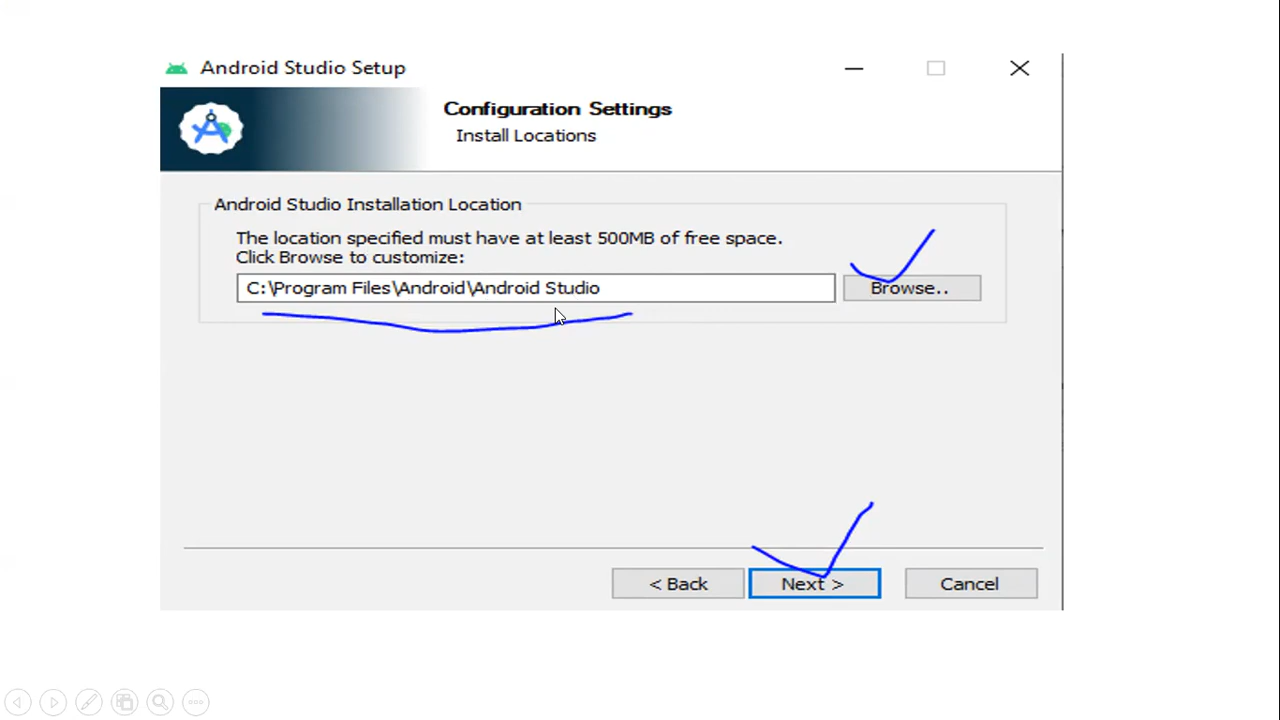 Android Studio Setup
Configuration Settings
Install Locations
Android Studio Installation Location
The location specified must have at least 500MB of free space.
Click Browse to customize:
C:\Program Files\Android\Android Studio
Browse..
< Back
Next >
Cancel